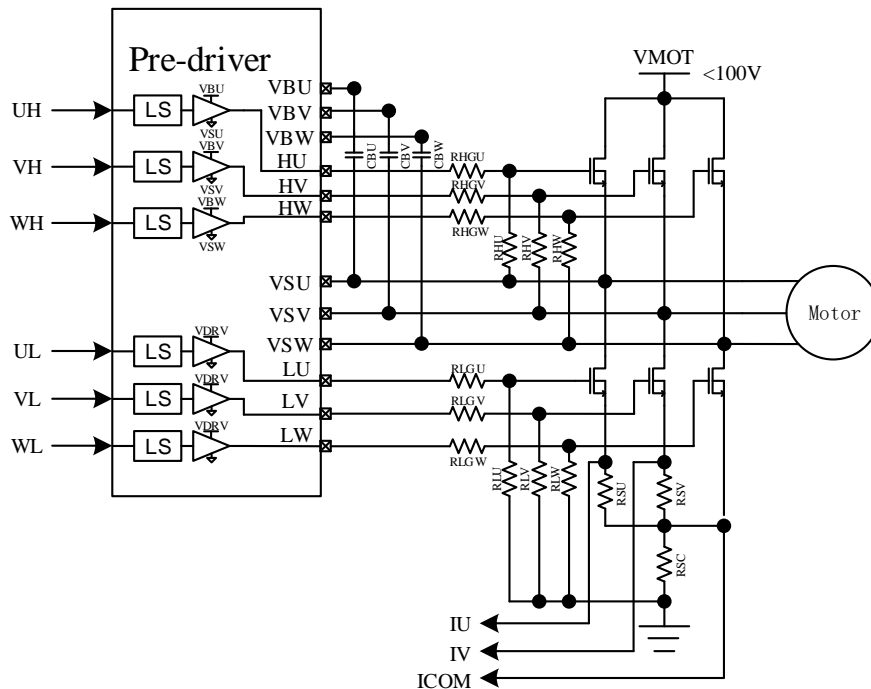 VMOT
<100V
Pre-driver
VBU
VBV
VBW
HU
HV
HW
UH
LS
VBU
VSU
VH
LS
VBV
VSV
WH
LS
VBW
VSW
CBU
CBV
CBW
RHGU
RHGV
RHGW
RHU
RHV
RHW
VSU
VSV
VSW
Motor
UL
LS
VDRV
LU
VL
LS
VDRV
LV
WL
LS
VDRV
LW
RLGU
RLGV
RLGW
RLU
RLV
RLW
RSU
RSV
RSC
IU
IV
ICOM